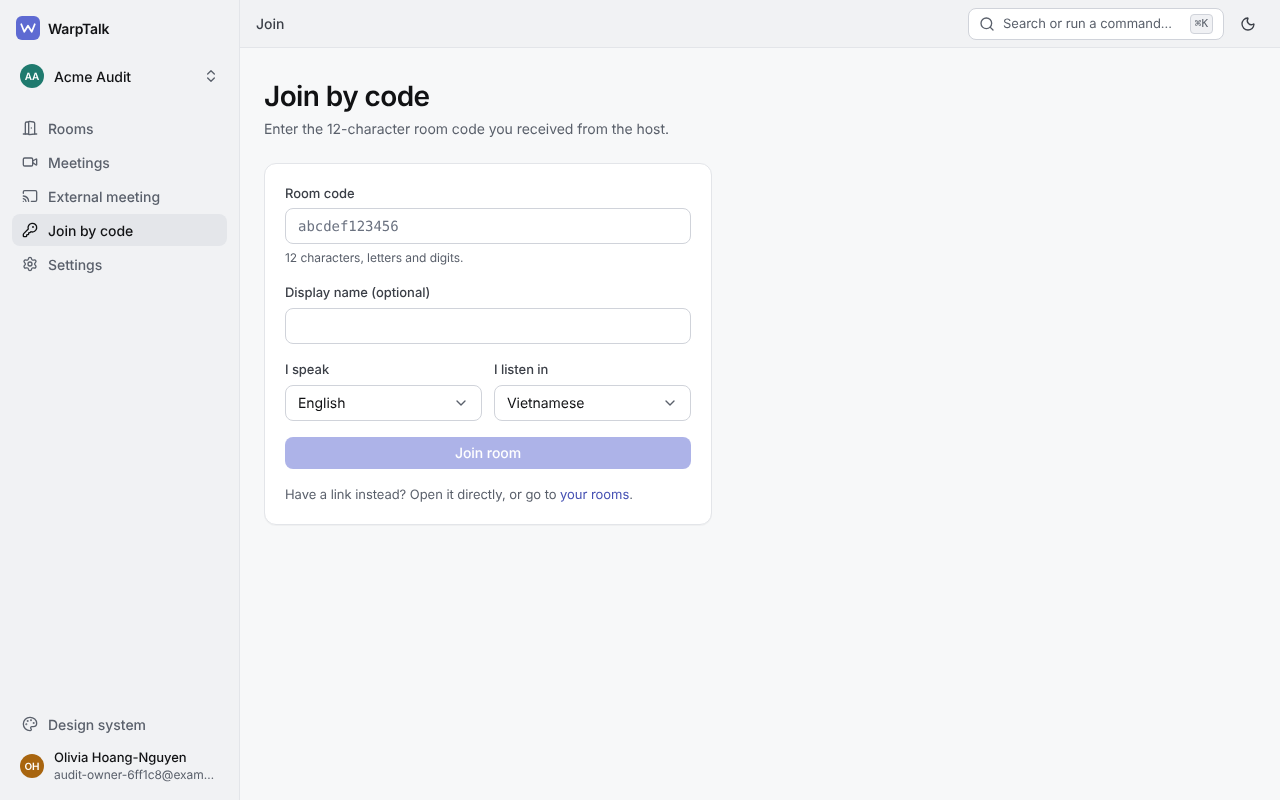 WarpTalk
AA
Acme Audit
Rooms
Meetings
External meeting
Join by code
Settings
Design system
OH
Olivia Hoang-Nguyen
audit-owner-6ff1c8@exam...
Join
Search or run a command...
⌘K
Join by code
Enter the 12-character room code you received from the host.
Room code
abcdef123456
12 characters, letters and digits.
Display name (optional)
I speak
I listen in
English
Vietnamese
Join room
Have a link instead? Open it directly, or go to your rooms.